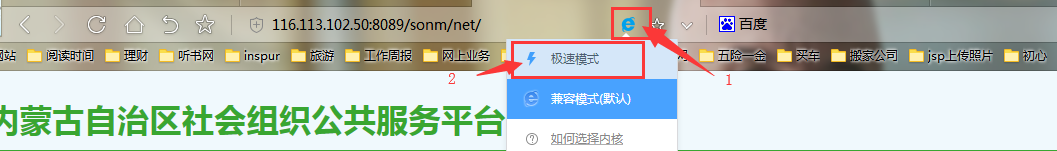 116.113.102.50:8089/sonm/net/ 百度
网站 阅读时间 理财 听书网 inspur 旅游 工作周报 网上业务 网 五险一金 买车 搬家公司 jsp上传照片 初心
极速模式
1
2
兼容模式(默认)
内蒙古自治区社会组织公共服务平台
如何选择内核